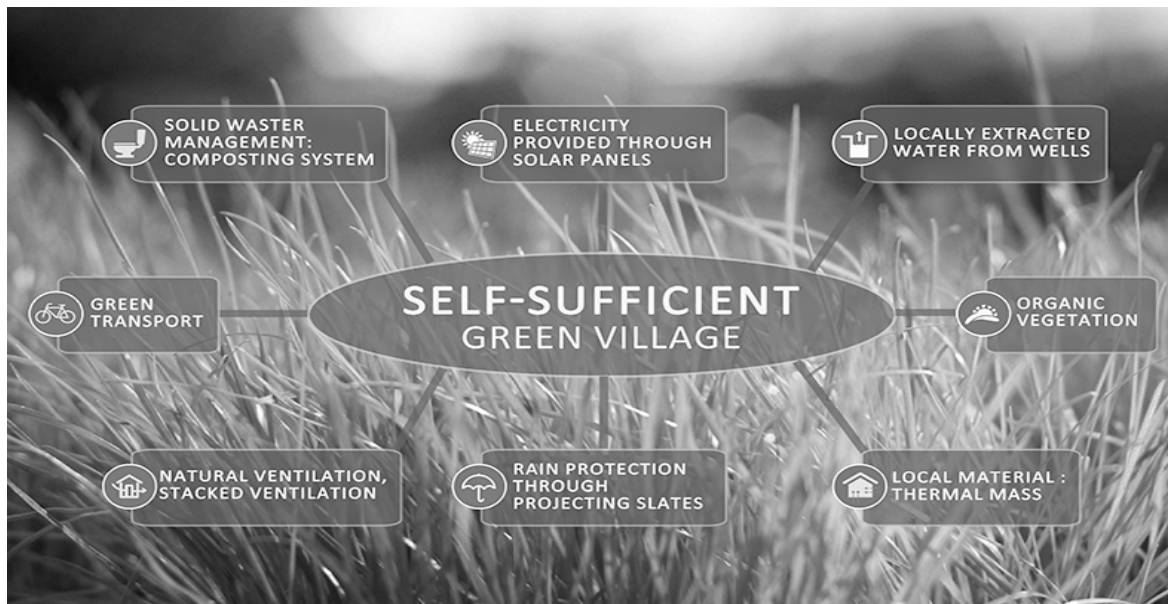 SOLID WASTER
MANAGEMENT:
COMPOSTING SYSTEM
ELECTRICITY
PROVIDED THROUGH
SOLAR PANELS
LOCALLY EXTRACTED
WATER FROM WELLS
GREEN
TRANSPORT
SELF-SUFFICIENT
GREEN VILLAGE
ORGANIC
VEGETATION
NATURAL VENTILATION,
STACKED VENTILATION
RAIN PROTECTION
THROUGH
PROJECTING SLATES
LOCAL MATERIAL :
THERMAL MASS